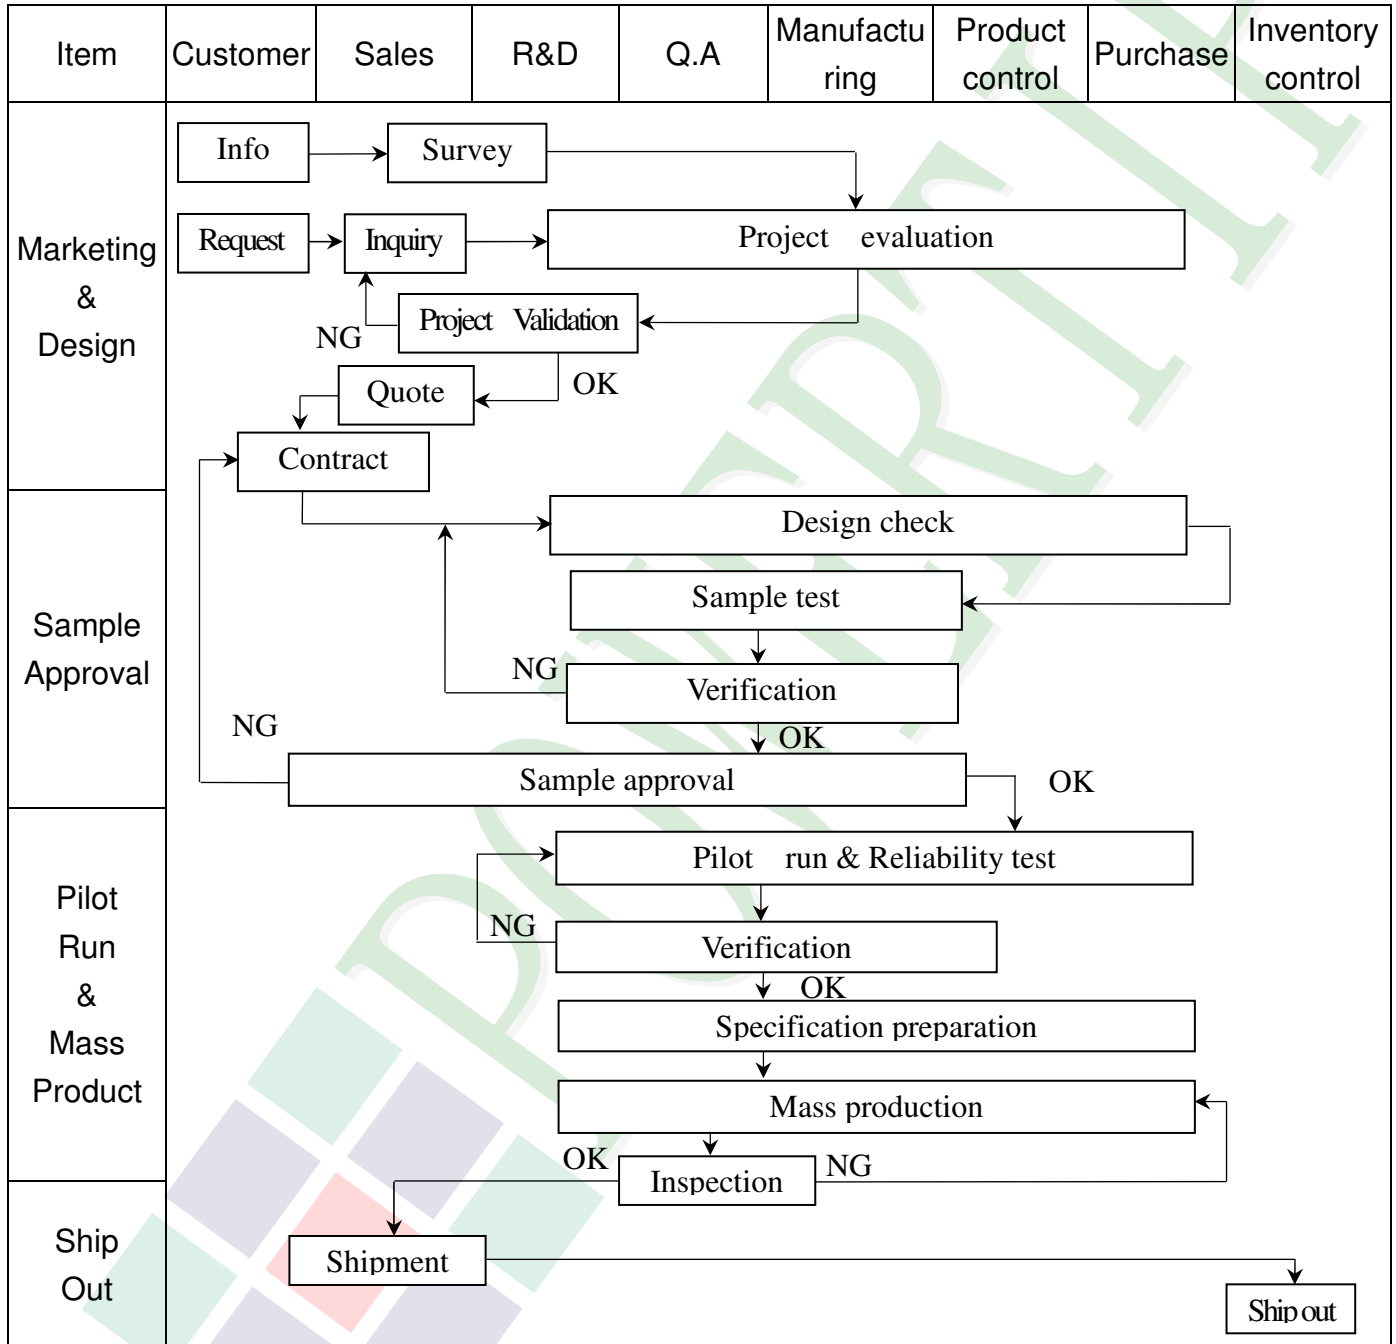 Item
Customer
Sales
R&D
Q.A
Manufactu
ring
Product
control
Purchase
Inventory
control
Marketing
&
Design
Info
Survey
Request
Inquiry
Project evaluation
Project Validation
NG
OK
Quote
Contract
Sample
Approval
Design check
Sample test
NG
Verification
OK
NG
Sample approval
OK
Pilot
Run
&
Mass
Product
Pilot run & Reliability test
NG
Verification
OK
Specification preparation
Mass production
OK
Inspection
NG
Ship
Out
Shipment
Ship out
POWERTIP